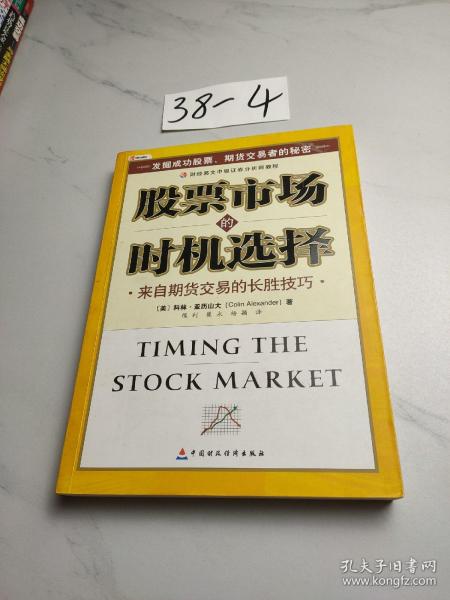 38-4
发掘成功股票、期货交易者的秘密
股票市场
的
时机选择
·来自期货交易的长胜技巧·
〔美〕科林·亚历山大（Colin Alexander）著
TIMING THE
STOCK MARKET
中国财政经济出版社
孔夫子旧书网
www.kongfz.com